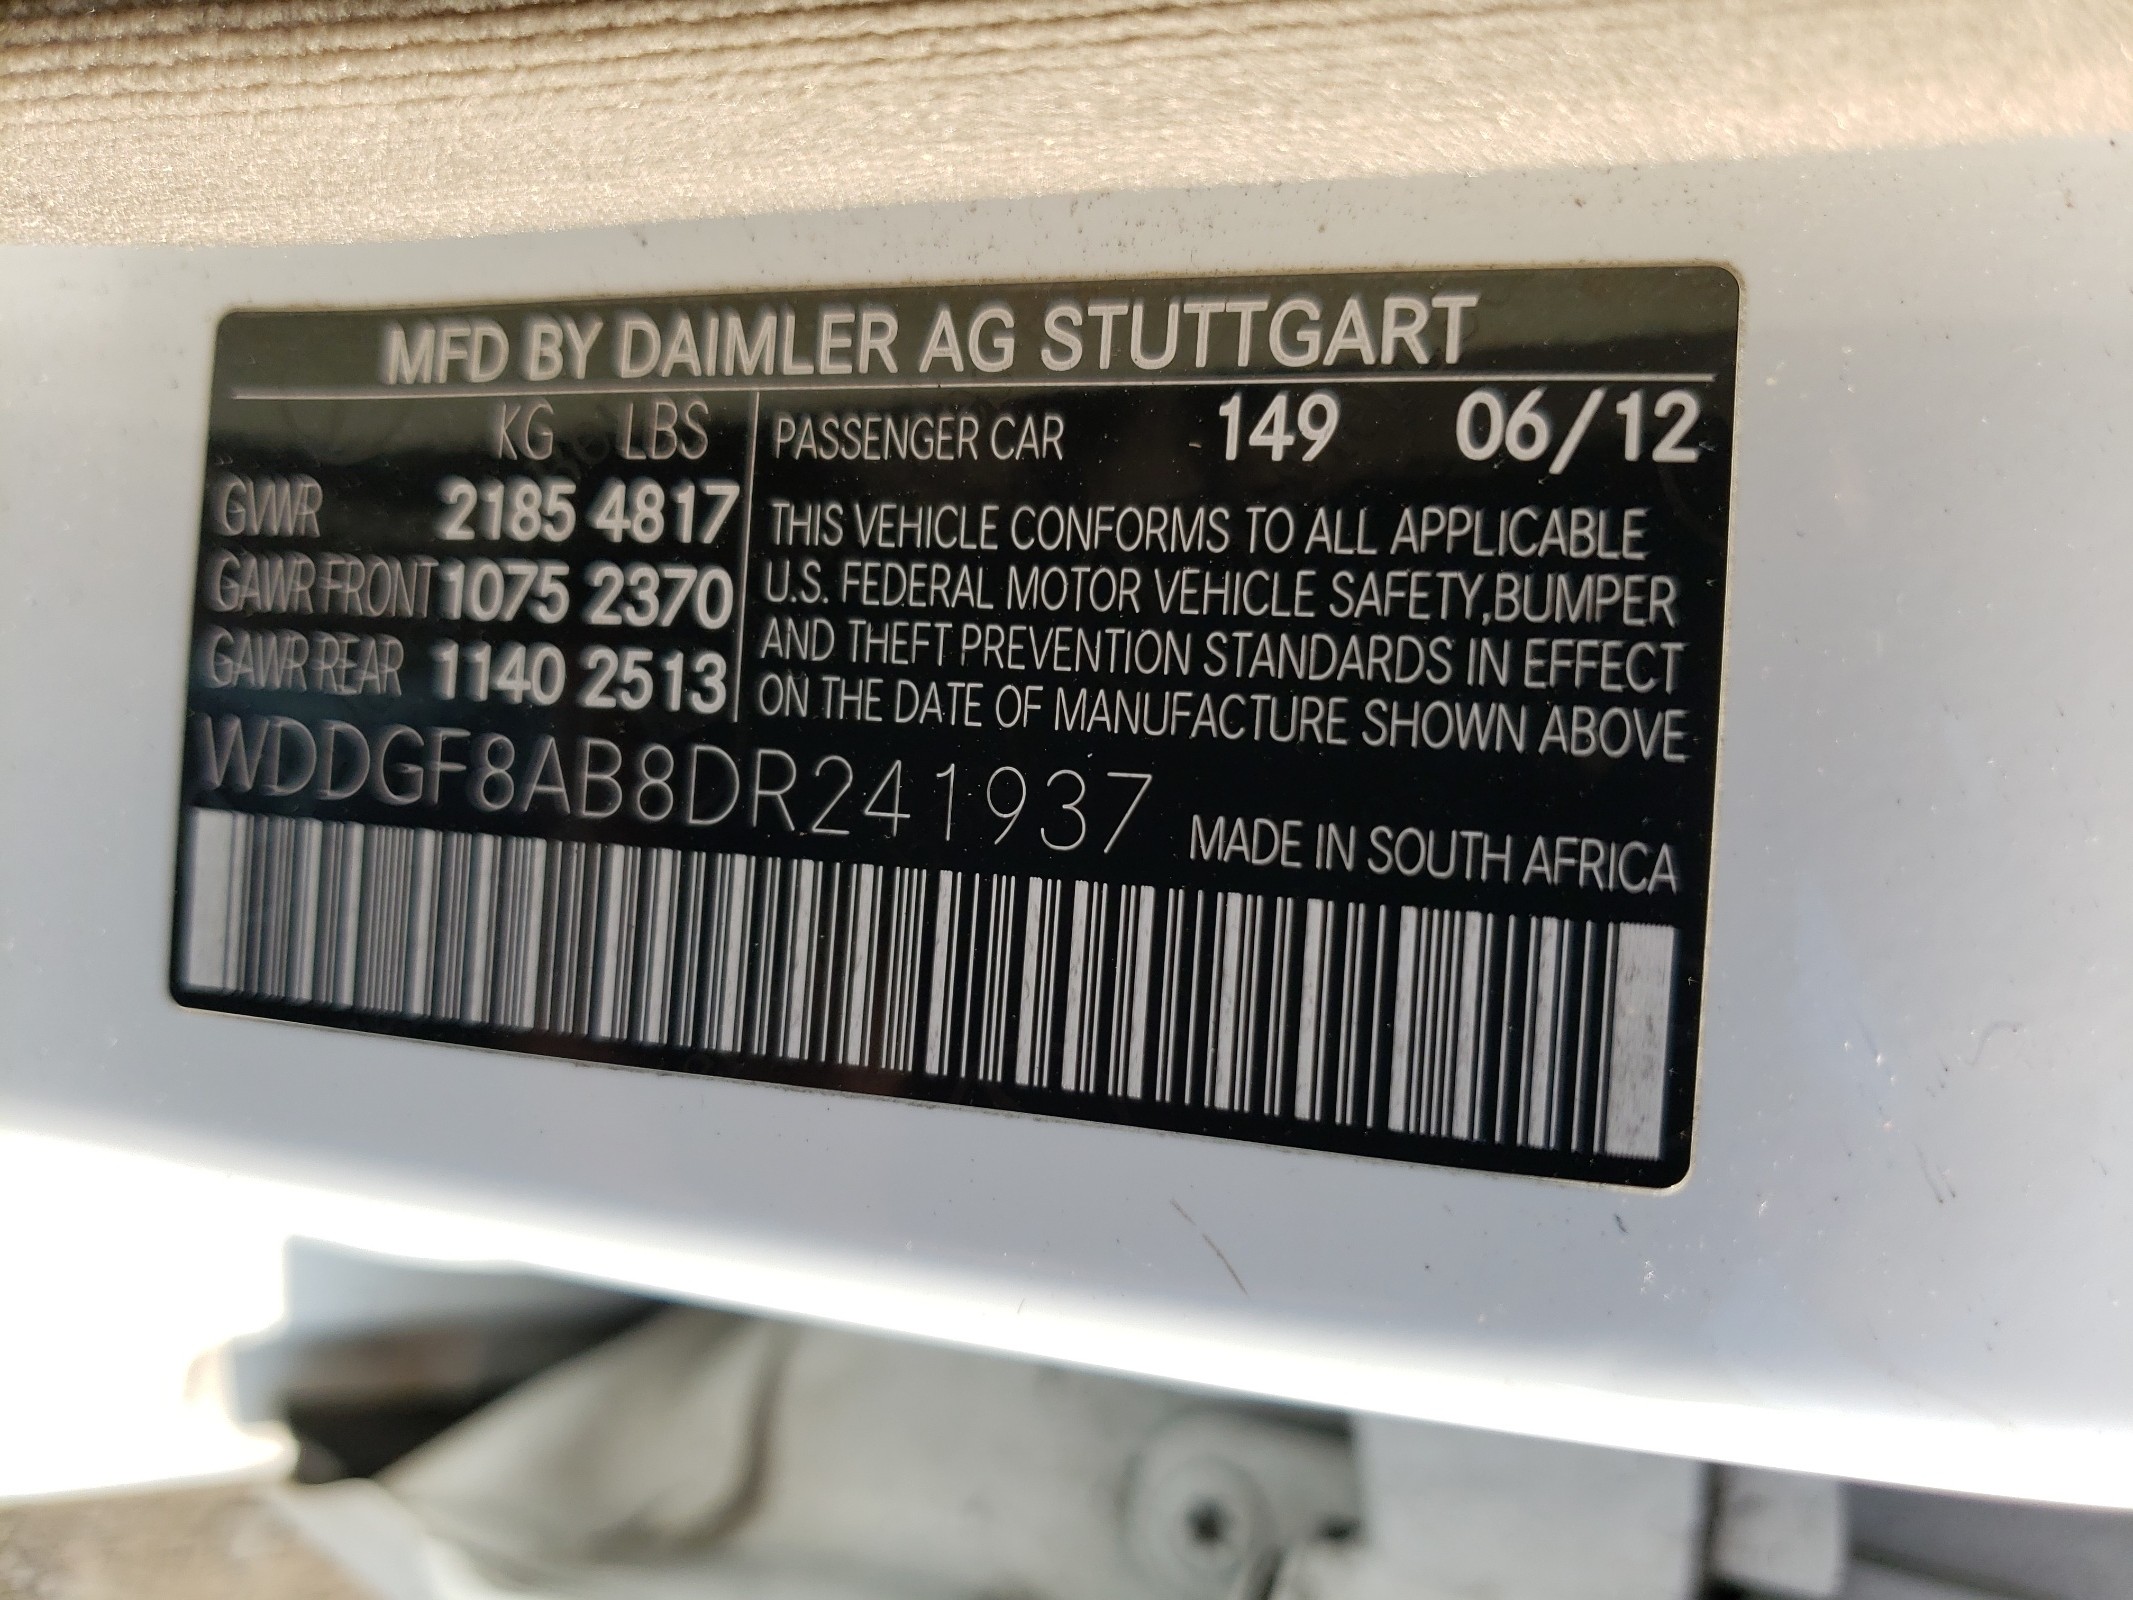 MFD BY DAIMLER AG STUTTGART
KG LBS
GVWR 2185 4817
GAWR FRONT 1075 2370
GAWR REAR 1140 2513
PASSENGER CAR 149 06/12
THIS VEHICLE CONFORMS TO ALL APPLICABLE
U.S. FEDERAL MOTOR VEHICLE SAFETY,BUMPER
AND THEFT PREVENTION STANDARDS IN EFFECT
ON THE DATE OF MANUFACTURE SHOWN ABOVE
WDDGF8AB8DR241937
MADE IN SOUTH AFRICA